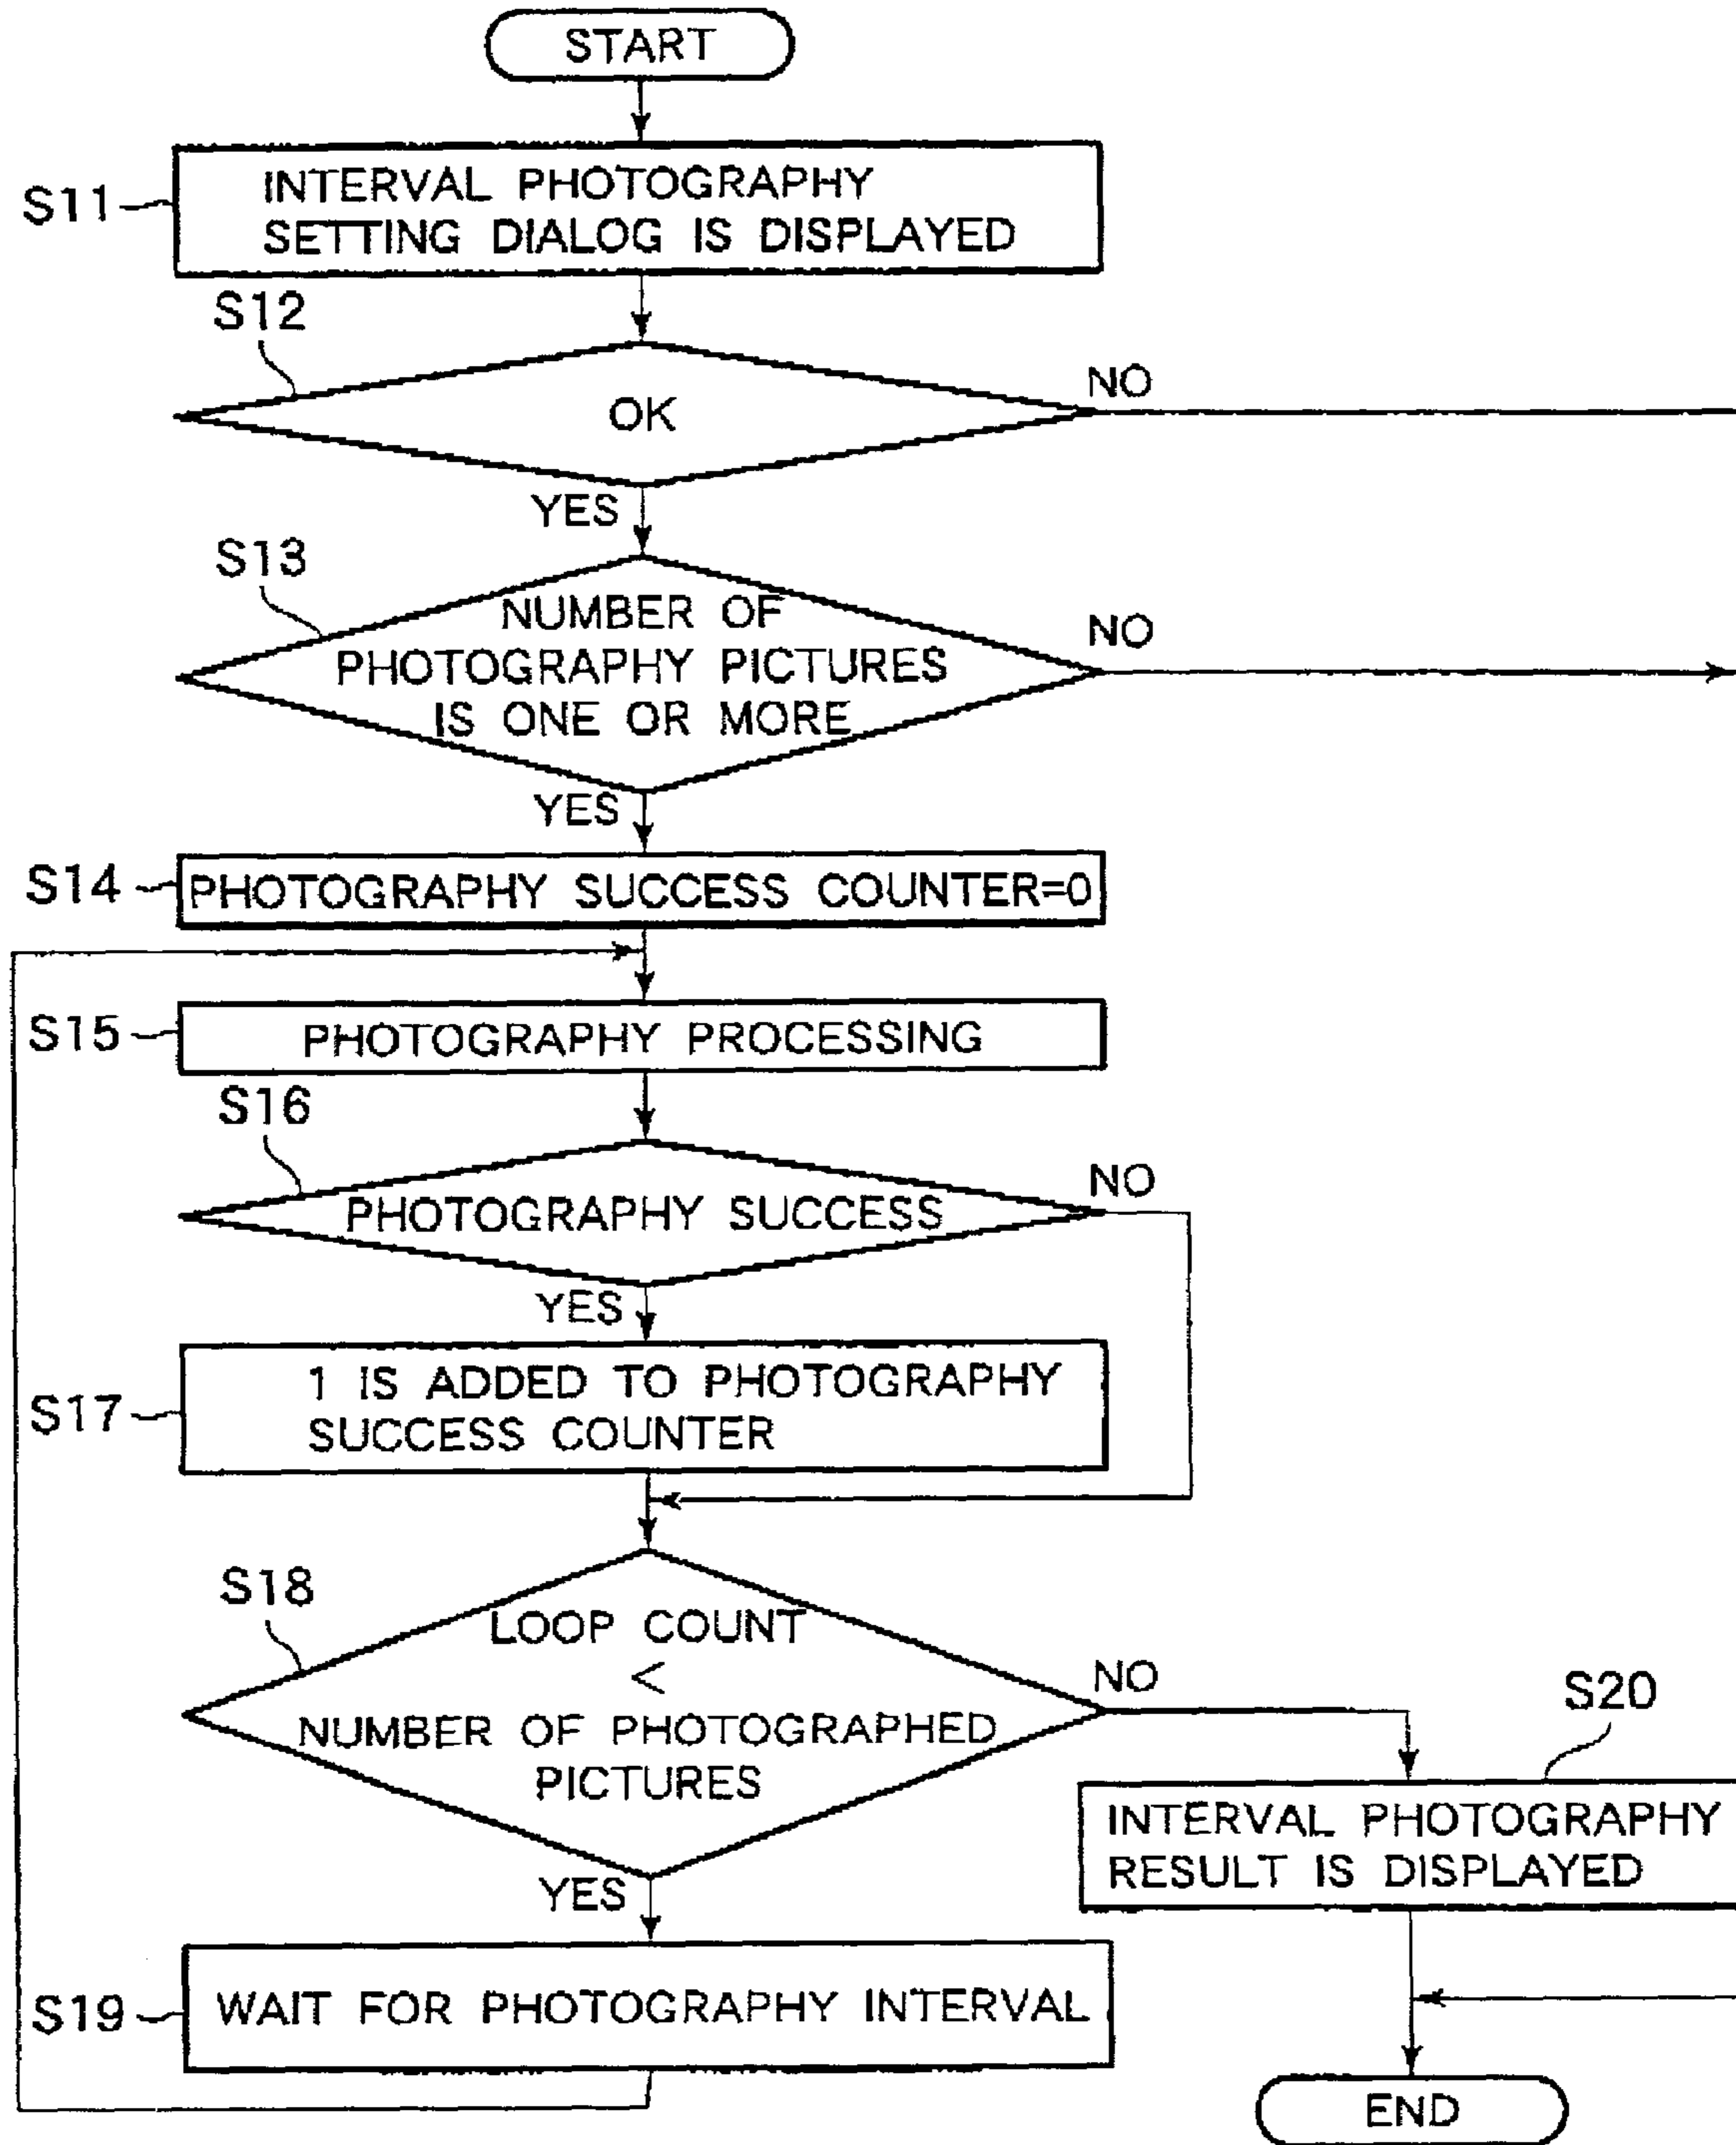 START
S11
INTERVAL PHOTOGRAPHY
SETTING DIALOG IS DISPLAYED
S12
OK
NO
YES
S13
NUMBER OF
PHOTOGRAPHY PICTURES
IS ONE OR MORE
NO
YES
S14
PHOTOGRAPHY SUCCESS COUNTER=0
S15
PHOTOGRAPHY PROCESSING
S16
PHOTOGRAPHY SUCCESS
NO
YES
S17
1 IS ADDED TO PHOTOGRAPHY
SUCCESS COUNTER
S18
LOOP COUNT
<
NUMBER OF PHOTOGRAPHED
PICTURES
NO
YES
S20
INTERVAL PHOTOGRAPHY
RESULT IS DISPLAYED
S19
WAIT FOR PHOTOGRAPHY INTERVAL
END